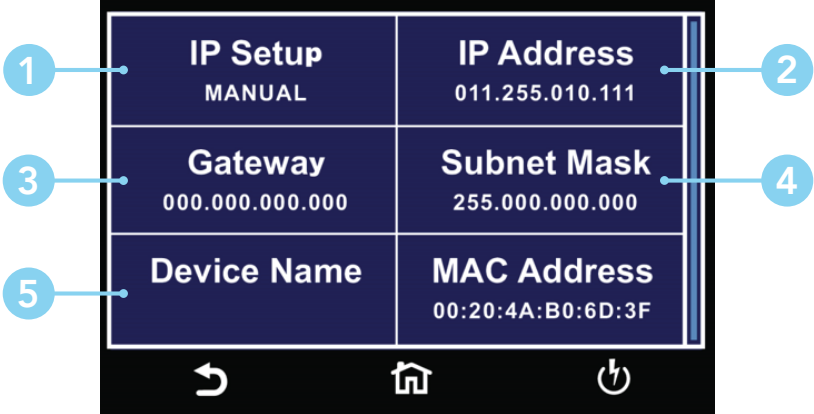 1
IP Setup
MANUAL
IP Address
011.255.010.111
2
3
Gateway
000.000.000.000
Subnet Mask
255.000.000.000
4
5
Device Name
MAC Address
00:20:4A:B0:6D:3F